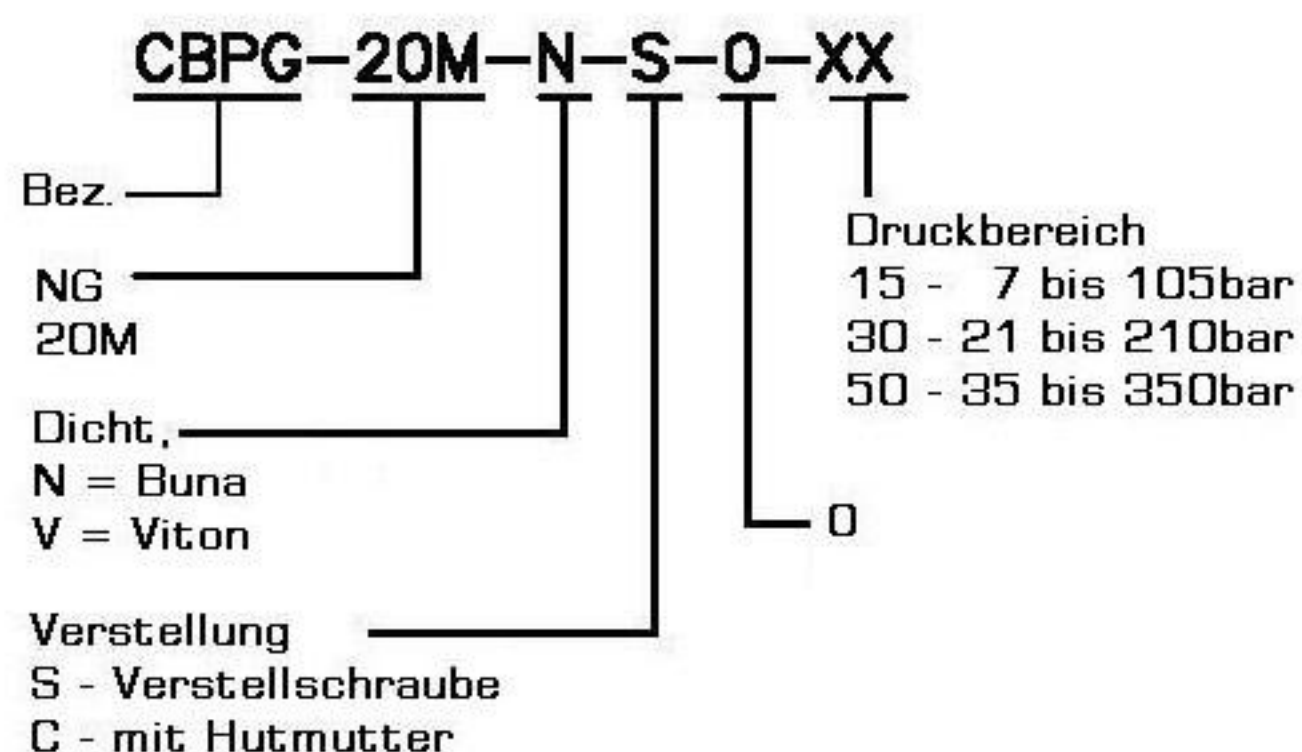 CBPG-20M-N-S-0-XX
Bez.
NG
20M
Dicht.
N = Buna
V = Viton
Verstellung
S - Verstellschraube
C - mit Hutmutter
0
Druckbereich
15 - 7 bis 105bar
30 - 21 bis 210bar
50 - 35 bis 350bar